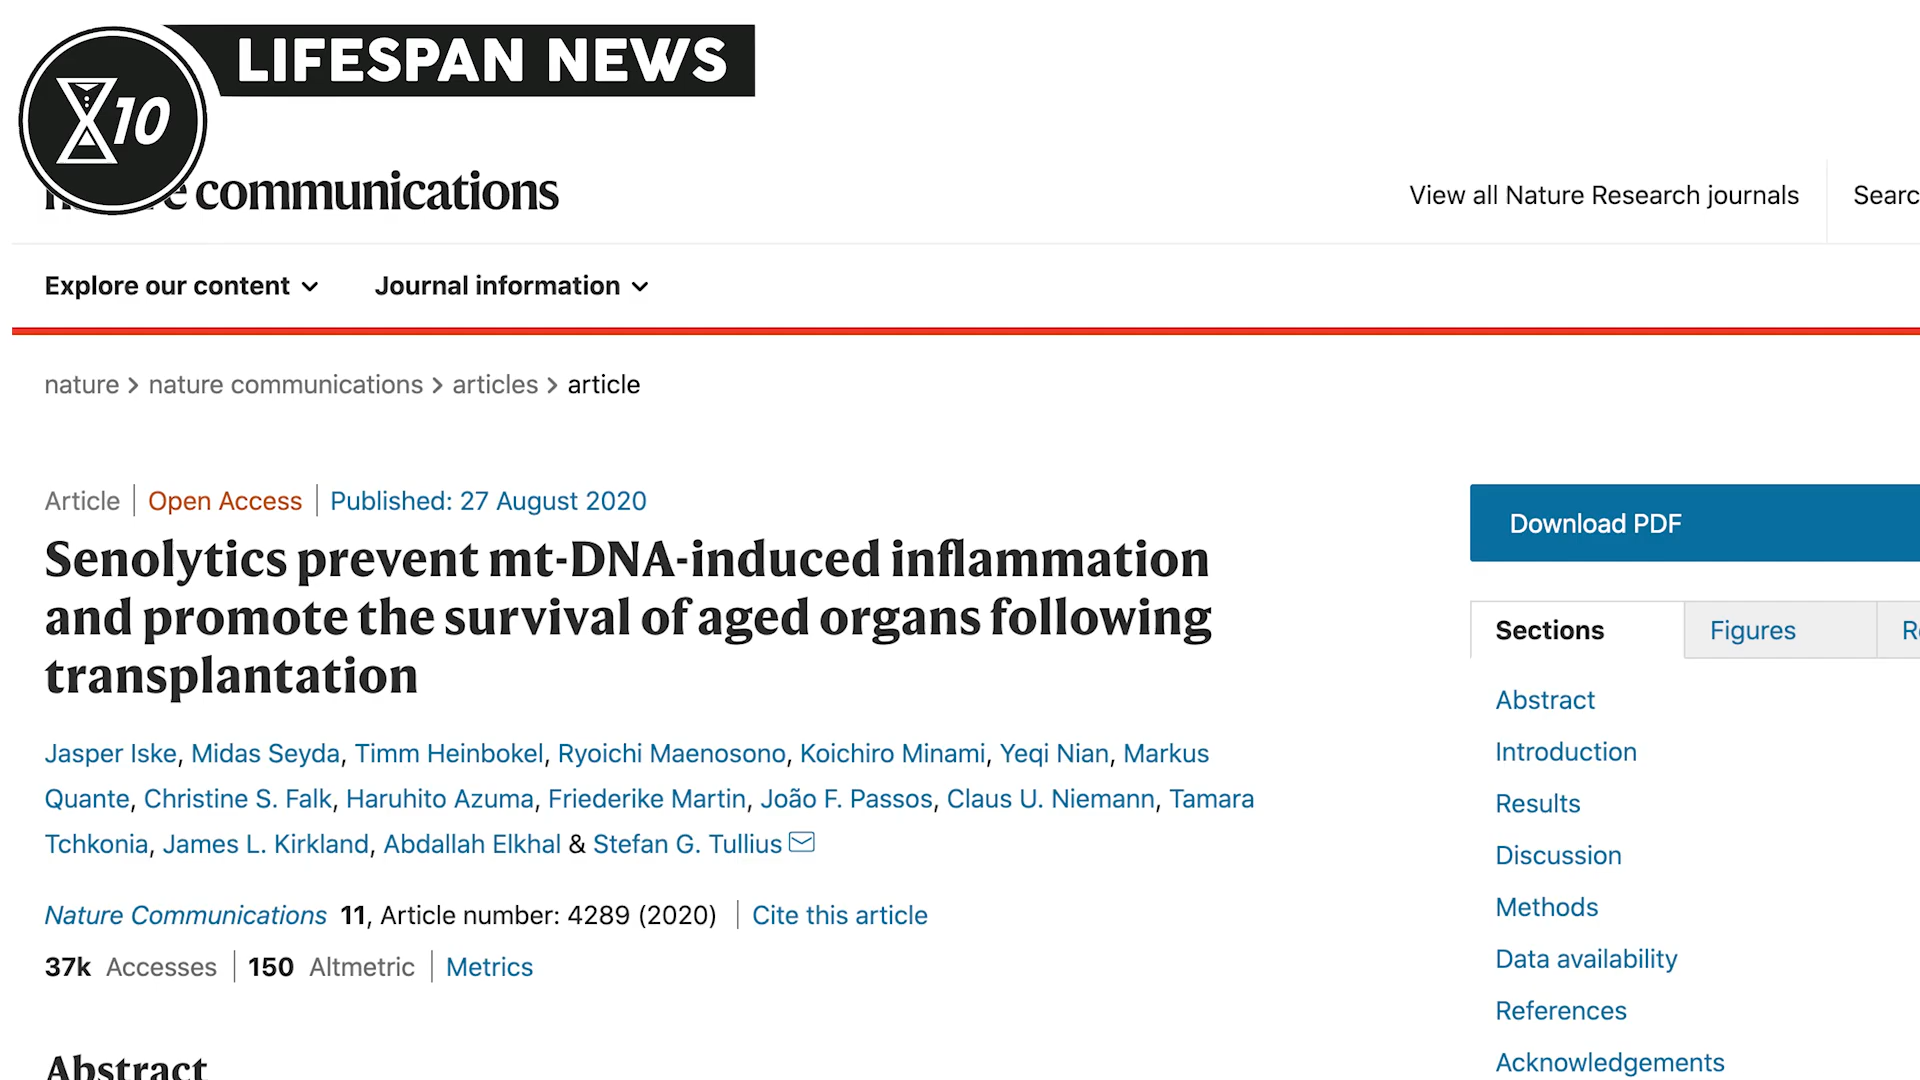 LIFESPAN NEWS
X10
communications
View all Nature Research journals
Explore our content
Journal information
nature > nature communications > articles > article
Article | Open Access | Published: 27 August 2020
Senolytics prevent mt-DNA-induced inflammation
and promote the survival of aged organs following
transplantation
Jasper Iske, Midas Seyda, Timm Heinbokel, Ryoichi Maenosono, Koichiro Minami, Yeqi Nian, Markus
Quante, Christine S. Falk, Haruhito Azuma, Friederike Martin, João F. Passos, Claus U. Niemann, Tamara
Tchkonia, James L. Kirkland, Abdallah Elkhal & Stefan G. Tullius
Nature Communications 11, Article number: 4289 (2020) | Cite this article
37k Accesses | 150 Altmetric | Metrics
Abstract
Download PDF
Sections
Figures
Abstract
Introduction
Results
Discussion
Methods
Data availability
References
Acknowledgements